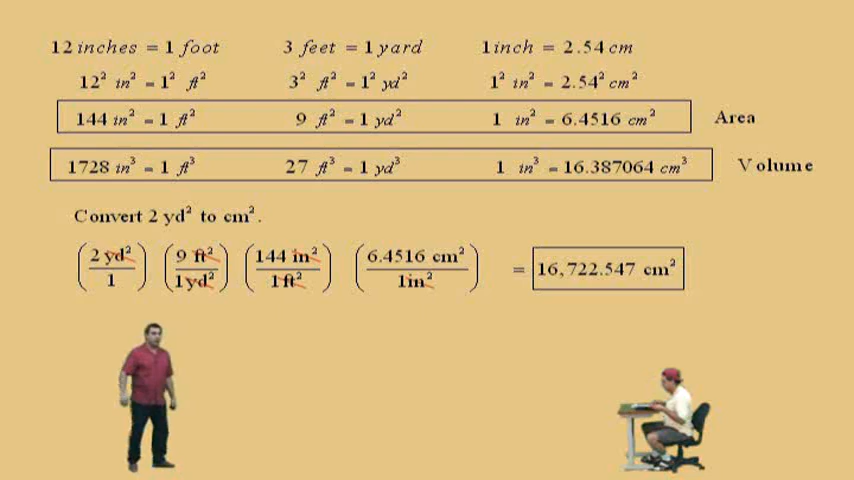 12 inches = 1 foot 3 feet = 1 yard 1 inch = 2.54 cm
12² in² = 1² ft² 3² ft² = 1² yd² 1² in² = 2.54² cm²
144 in² = 1 ft² 9 ft² = 1 yd² 1 in² = 6.4516 cm² Area
1728 in³ = 1 ft³ 27 ft³ = 1 yd³ 1 in³ = 16.387064 cm³ Volume
Convert 2 yd² to cm².
(2 yd²/1) (9 ft²/1 yd²) (144 in²/1 ft²) (6.4516 cm²/1 in²) = 16,722.547 cm²